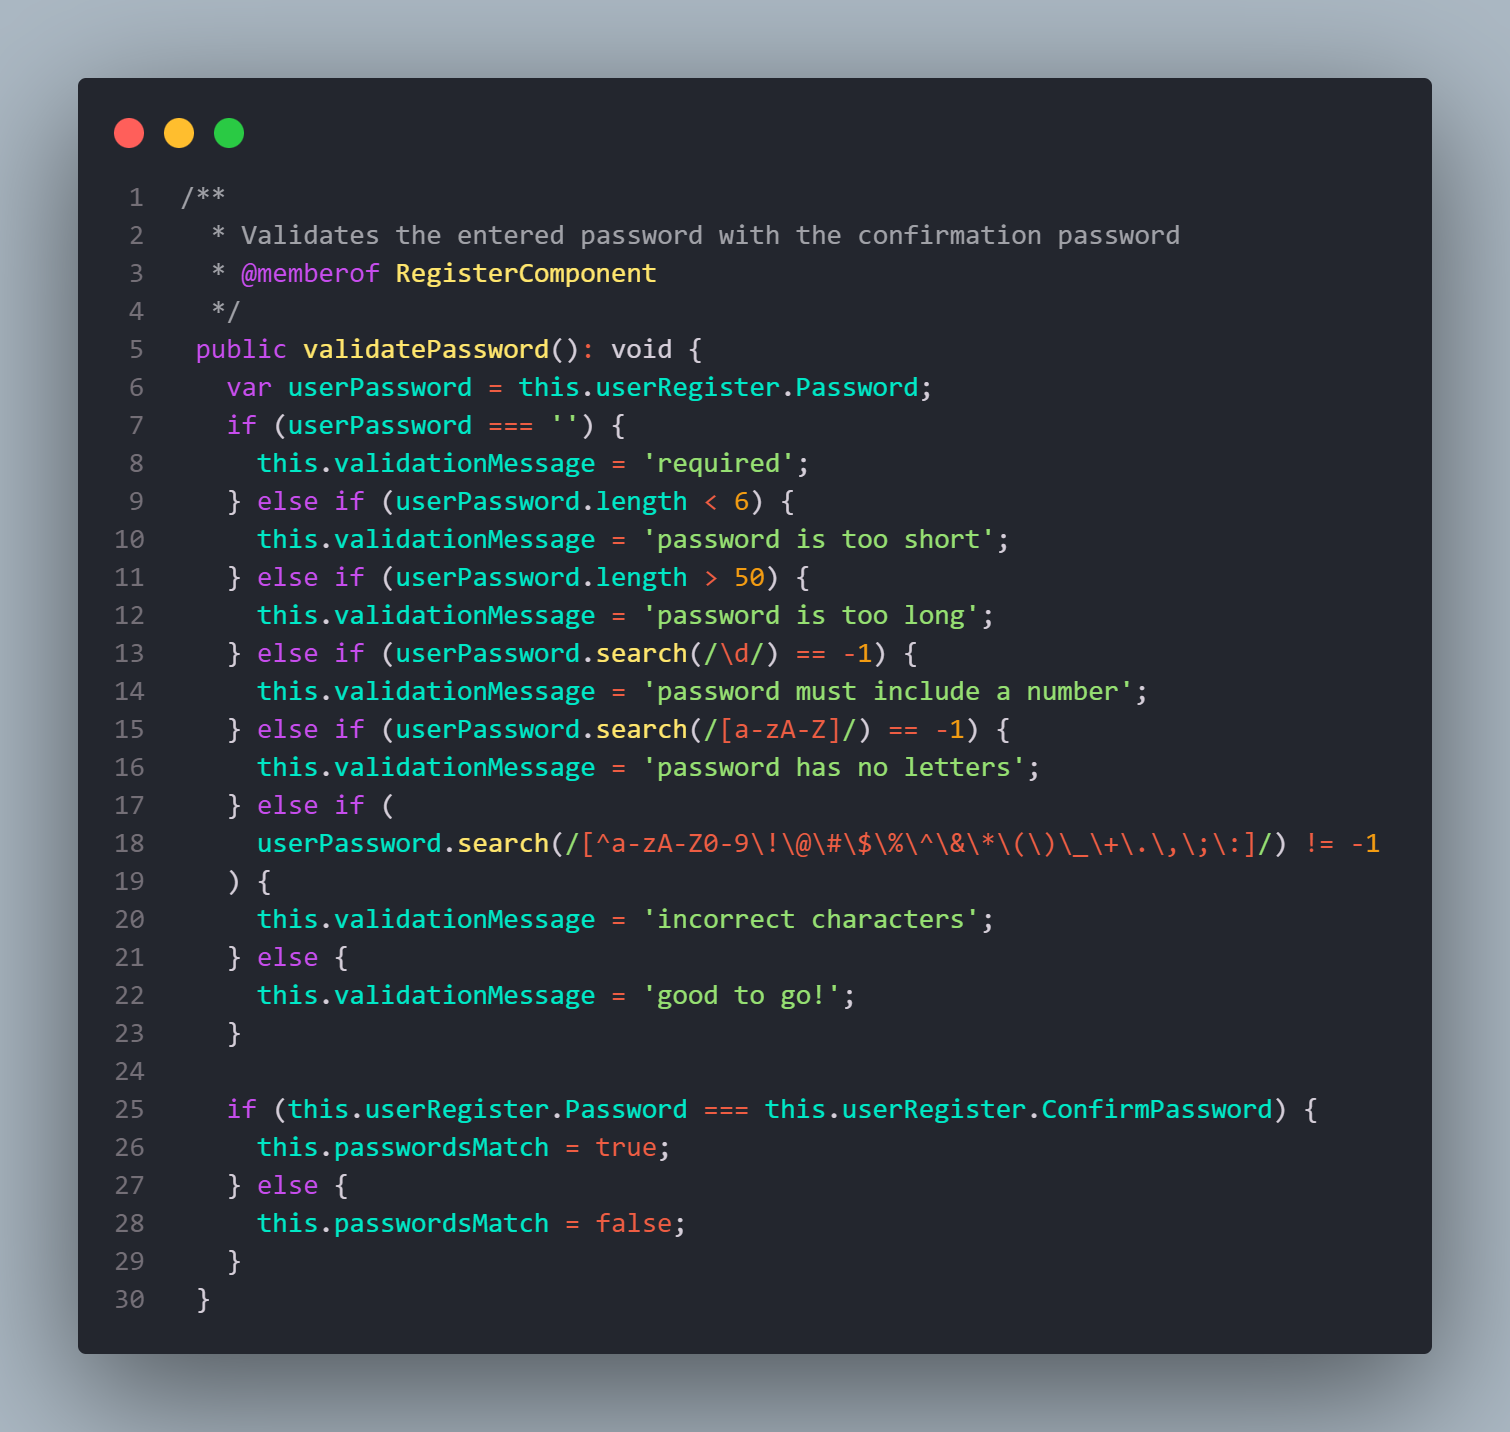 1 /**
2   * Validates the entered password with the confirmation password
3   * @memberof RegisterComponent
4   */
5  public validatePassword(): void {
6    var userPassword = this.userRegister.Password;
7    if (userPassword === '') {
8      this.validationMessage = 'required';
9    } else if (userPassword.length < 6) {
10      this.validationMessage = 'password is too short';
11    } else if (userPassword.length > 50) {
12      this.validationMessage = 'password is too long';
13    } else if (userPassword.search(/\d/) == -1) {
14      this.validationMessage = 'password must include a number';
15    } else if (userPassword.search(/[a-zA-Z]/) == -1) {
16      this.validationMessage = 'password has no letters';
17    } else if (
18      userPassword.search(/[^a-zA-Z0-9\!\@\#\$\%\^\&\*\(\)\_\+\.\,\;\:]/) != -1
19    ) {
20      this.validationMessage = 'incorrect characters';
21    } else {
22      this.validationMessage = 'good to go!';
23    }
24
25    if (this.userRegister.Password === this.userRegister.ConfirmPassword) {
26      this.passwordsMatch = true;
27    } else {
28      this.passwordsMatch = false;
29    }
30  }